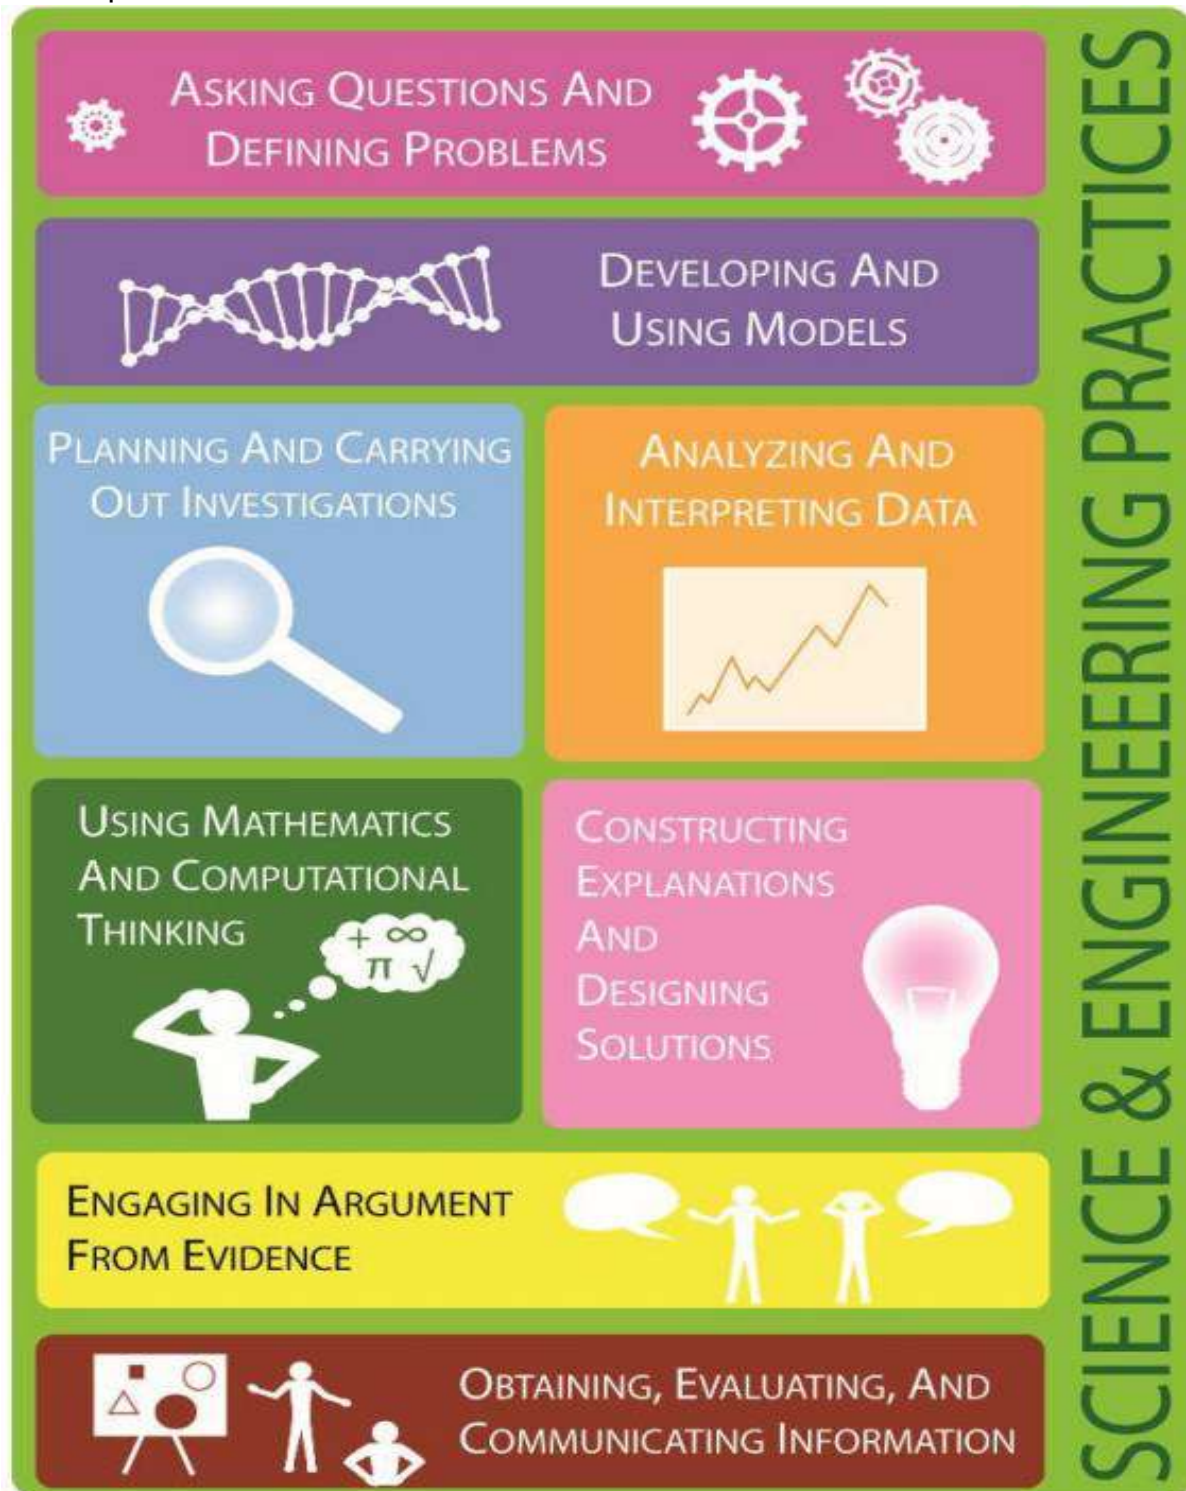 ASKING QUESTIONS AND
DEFINING PROBLEMS
DEVELOPING AND
USING MODELS
PLANNING AND CARRYING
OUT INVESTIGATIONS
ANALYZING AND
INTERPRETING DATA
USING MATHEMATICS
AND COMPUTATIONAL
THINKING
+ ∞
π √
CONSTRUCTING
EXPLANATIONS
AND
DESIGNING
SOLUTIONS
ENGAGING IN ARGUMENT
FROM EVIDENCE
OBTAINING, EVALUATING, AND
COMMUNICATING INFORMATION
SCIENCE & ENGINEERING PRACTICES